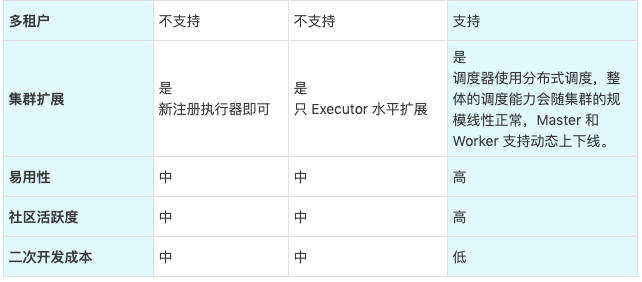 多租户 不支持 不支持 支持
集群扩展
是
新注册执行器即可
是
只 Executor 水平扩展
是
调度器使用分布式调度，整
体的调度能力会随集群的规
模线性正常，Master 和
Worker 支持动态上下线。
易用性 中 中 高
社区活跃度 中 中 高
二次开发成本 中 中 低